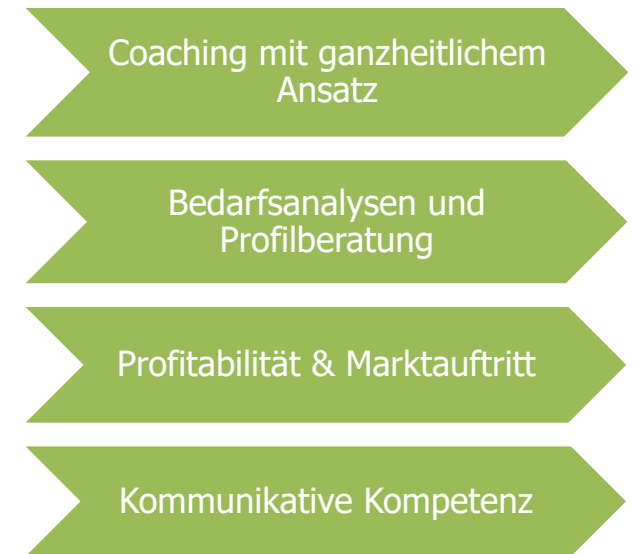 Coaching mit ganzheitlichem
Ansatz
Bedarfsanalysen und
Profilberatung
Profitabilität & Marktauftritt
Kommunikative Kompetenz